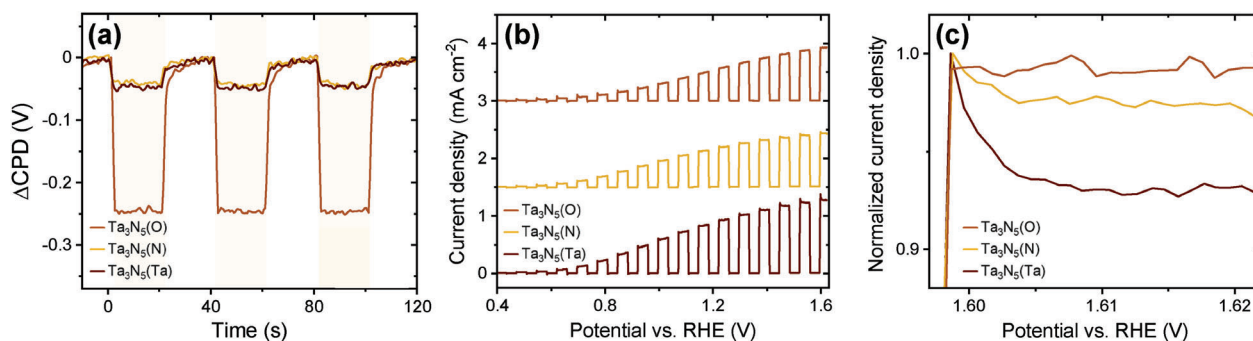 (a)
ΔCPD (V)
0
-0.1
-0.2
-0.3
Ta₃N₅(O)
Ta₃N₅(N)
Ta₃N₅(Ta)
0
40
80
120
Time (s)
(b)
Current density (mA cm⁻²)
4
3
2
1
0
Ta₃N₅(O)
Ta₃N₅(N)
Ta₃N₅(Ta)
0.4
0.8
1.2
1.6
Potential vs. RHE (V)
(c)
Normalized current density
1.0
0.9
Ta₃N₅(O)
Ta₃N₅(N)
Ta₃N₅(Ta)
1.60
1.61
1.62
Potential vs. RHE (V)